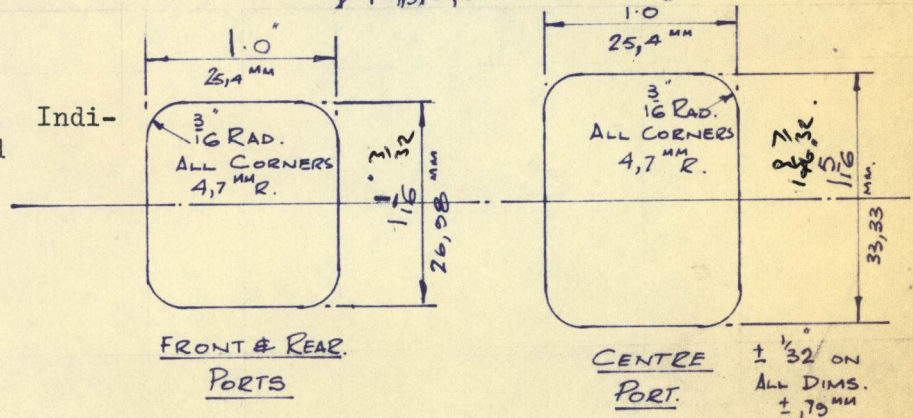 Indi-
1.0"
25,4 MM
3/16" RAD.
ALL CORNERS
4,7 MM R.
1 1/16"
3/32
26,98 MM
FRONT & REAR.
PORTS
1.0
25,4 MM
3/16" RAD.
ALL CORNERS
4,7 MM R.
1 5/16
33,33 MM.
CENTRE
PORT.
± 1/32" ON
ALL DIMS.
± ,79 MM